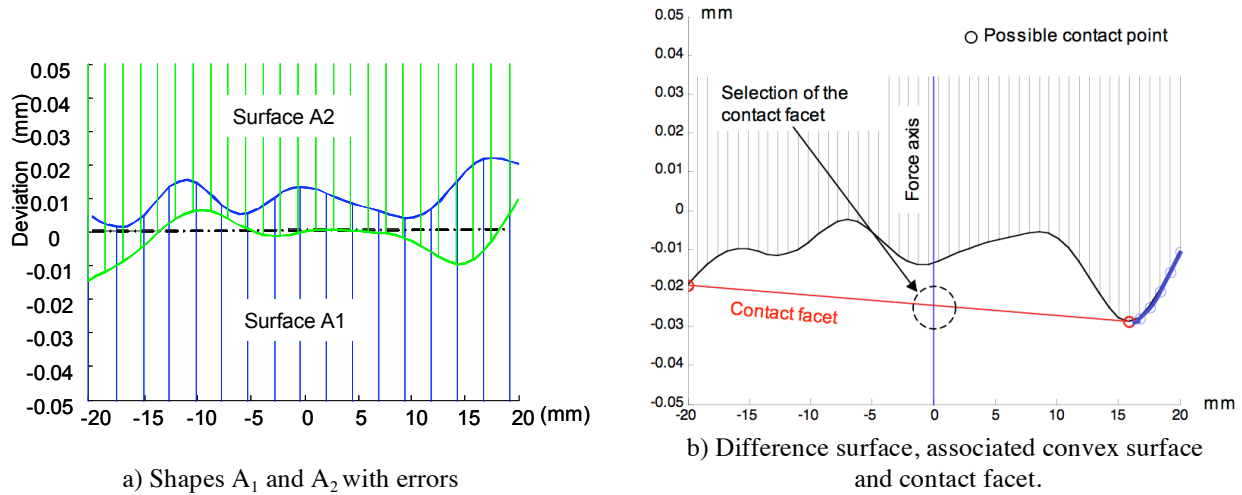 0.05
0.04
0.03
0.02
0.01
0
-0.01
-0.02
-0.03
-0.04
-0.05
Deviation (mm)
Surface A2
Surface A1
-20 -15 -10 -5 0 5 10 15 20 (mm)
a) Shapes A₁ and A₂ with errors
mm
0.05
0.04
0.03
0.02
0.01
0
-0.01
-0.02
-0.03
-0.04
-0.05
Possible contact point
Selection of the
contact facet
Force axis
Contact facet
-20 -15 -10 -5 0 5 10 15 20
mm
b) Difference surface, associated convex surface
and contact facet.